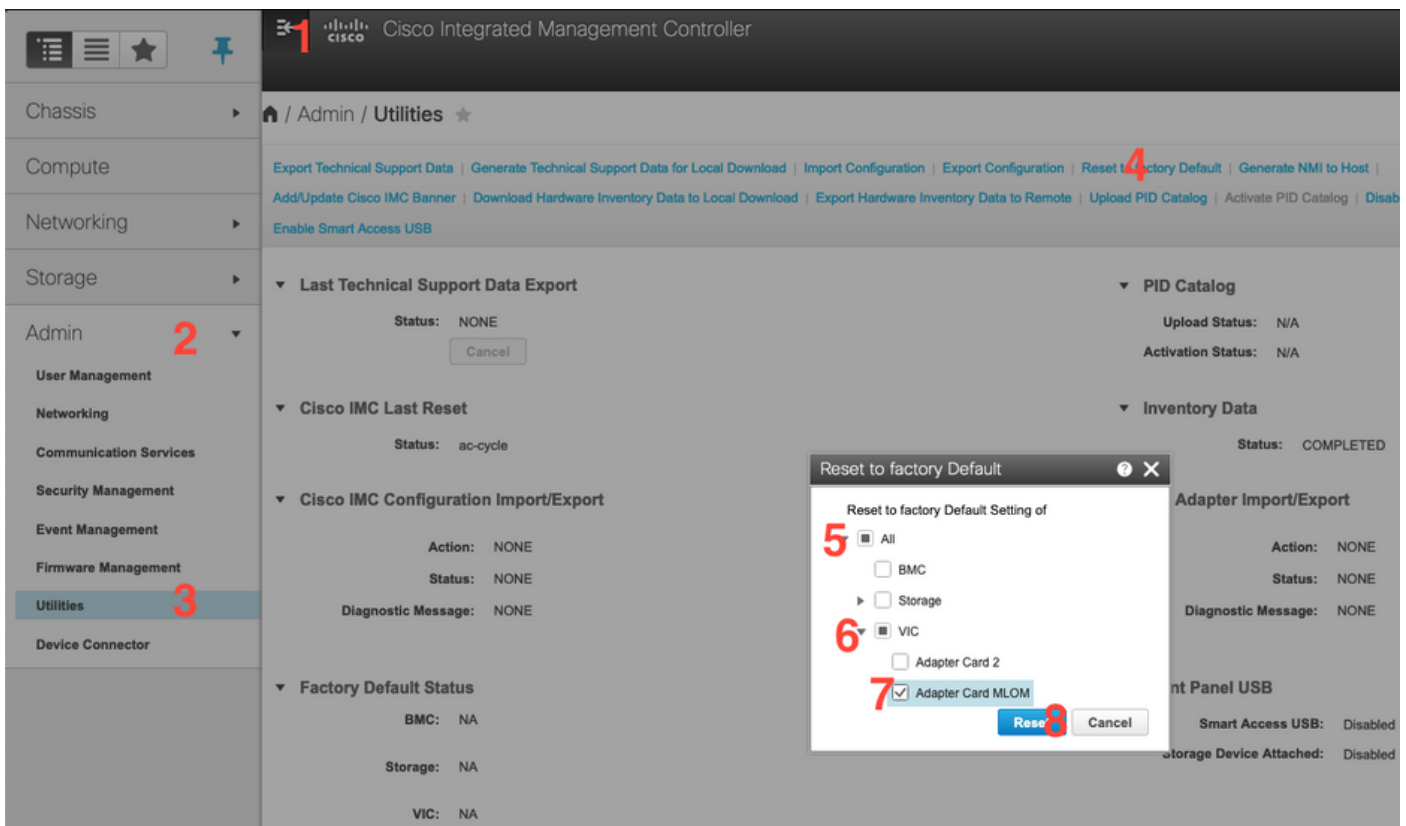 1
cisco
Cisco Integrated Management Controller
Chassis
Compute
Networking
Storage
Admin
2
User Management
Networking
Communication Services
Security Management
Event Management
Firmware Management
Utilities
3
Device Connector
/ Admin / Utilities
Export Technical Support Data | Generate Technical Support Data for Local Download | Import Configuration | Export Configuration | Reset to factory Default | Generate NMI to Host |
4
Add/Update Cisco IMC Banner | Download Hardware Inventory Data to Local Download | Export Hardware Inventory Data to Remote | Upload PID Catalog | Activate PID Catalog | Disab
Enable Smart Access USB
Last Technical Support Data Export
Status: NONE
Cancel
PID Catalog
Upload Status: N/A
Activation Status: N/A
Cisco IMC Last Reset
Status: ac-cycle
Inventory Data
Status: COMPLETED
Cisco IMC Configuration Import/Export
Action: NONE
Status: NONE
Diagnostic Message: NONE
Adapter Import/Export
Action: NONE
Status: NONE
Diagnostic Message: NONE
Factory Default Status
BMC: NA
Storage: NA
VIC: NA
nt Panel USB
Smart Access USB: Disabled
Storage Device Attached: Disabled
Reset to factory Default
?
Reset to factory Default Setting of
5
All
BMC
Storage
6
VIC
Adapter Card 2
7
Adapter Card MLOM
Reset
8
Cancel